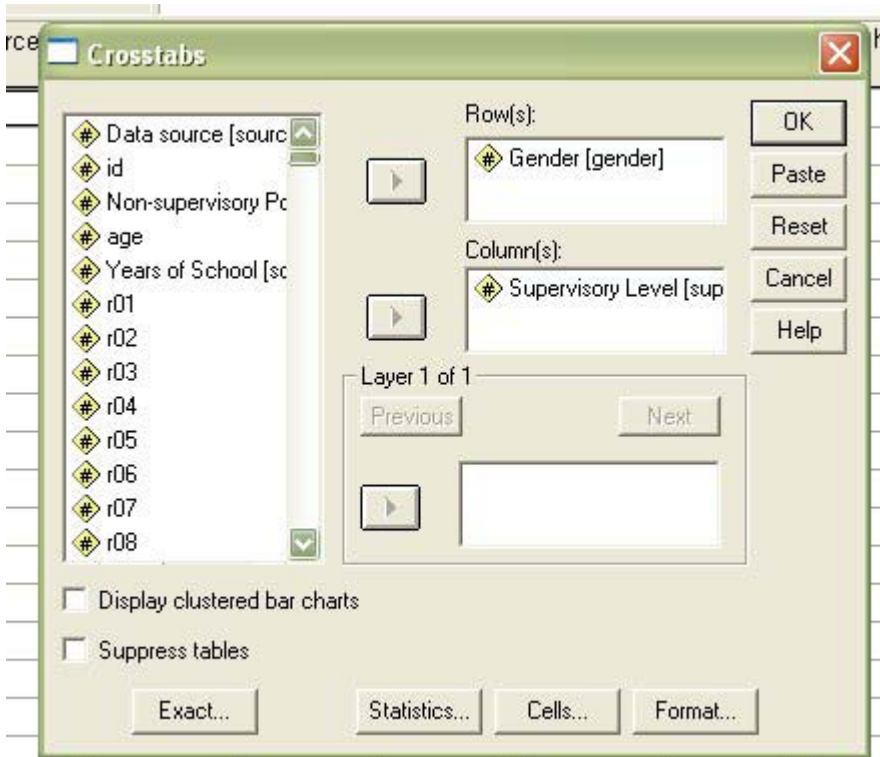 rce
Crosstabs
Data source [sourc
id
Non-supervisory Pc
age
Years of School [sc
r01
r02
r03
r04
r05
r06
r07
r08
Row(s):
Gender [gender]
Column(s):
Supervisory Level [sup
Layer 1 of 1
Previous
Next
OK
Paste
Reset
Cancel
Help
Display clustered bar charts
Suppress tables
Exact...
Statistics...
Cells...
Format...